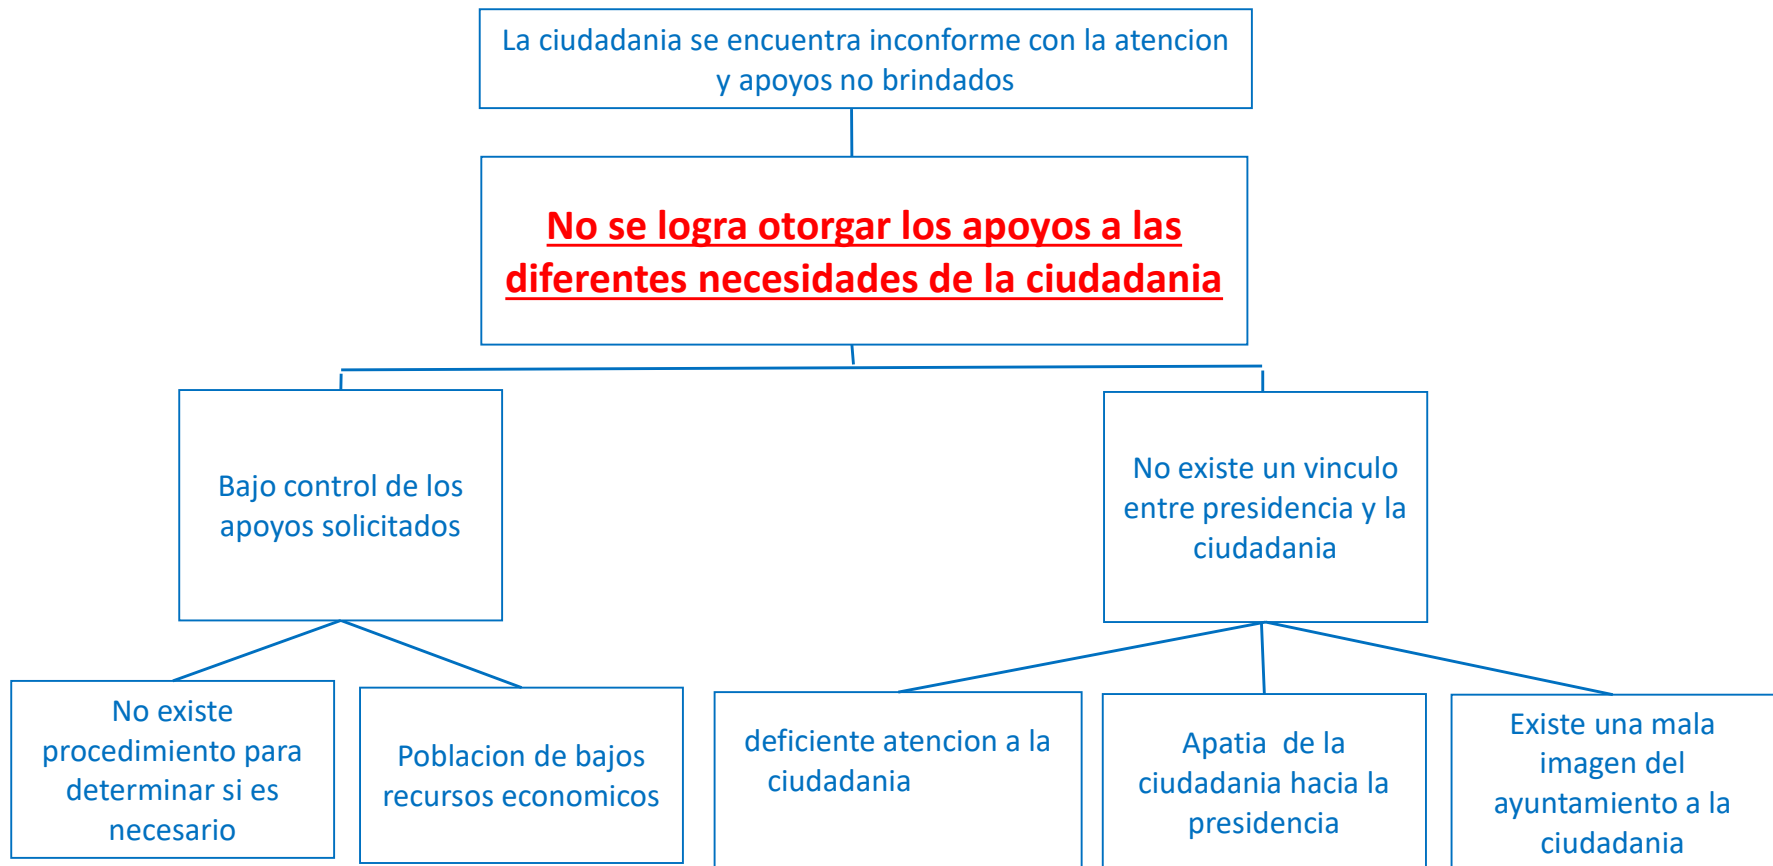 La ciudadania se encuentra inconforme con la atencion
y apoyos no brindados
No se logra otorgar los apoyos a las
diferentes necesidades de la ciudadania
Bajo control de los
apoyos solicitados
No existe un vinculo
entre presidencia y la
ciudadania
No existe
procedimiento para
determinar si es
necesario
Poblacion de bajos
recursos economicos
deficiente atencion a la
ciudadania
Apatia  de la
ciudadania hacia la
presidencia
Existe una mala
imagen del
ayuntamiento a la
ciudadania